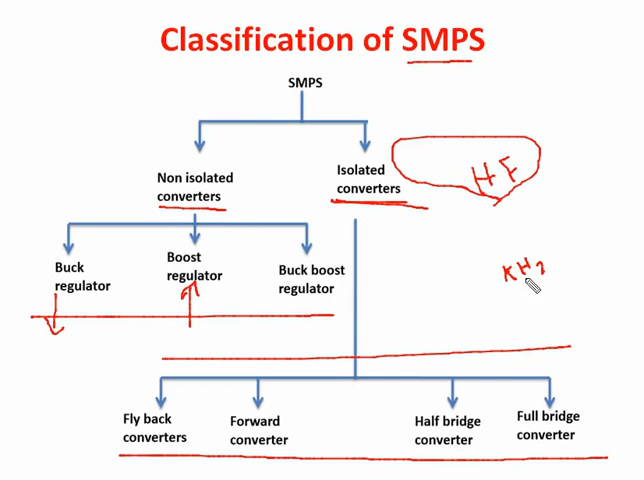 Classification of SMPS
SMPS
Non isolated
converters
Isolated
converters
HF
Buck
regulator
Boost
regulator
Buck boost
regulator
KHz
Fly back
converters
Forward
converter
Half bridge
converter
Full bridge
converter